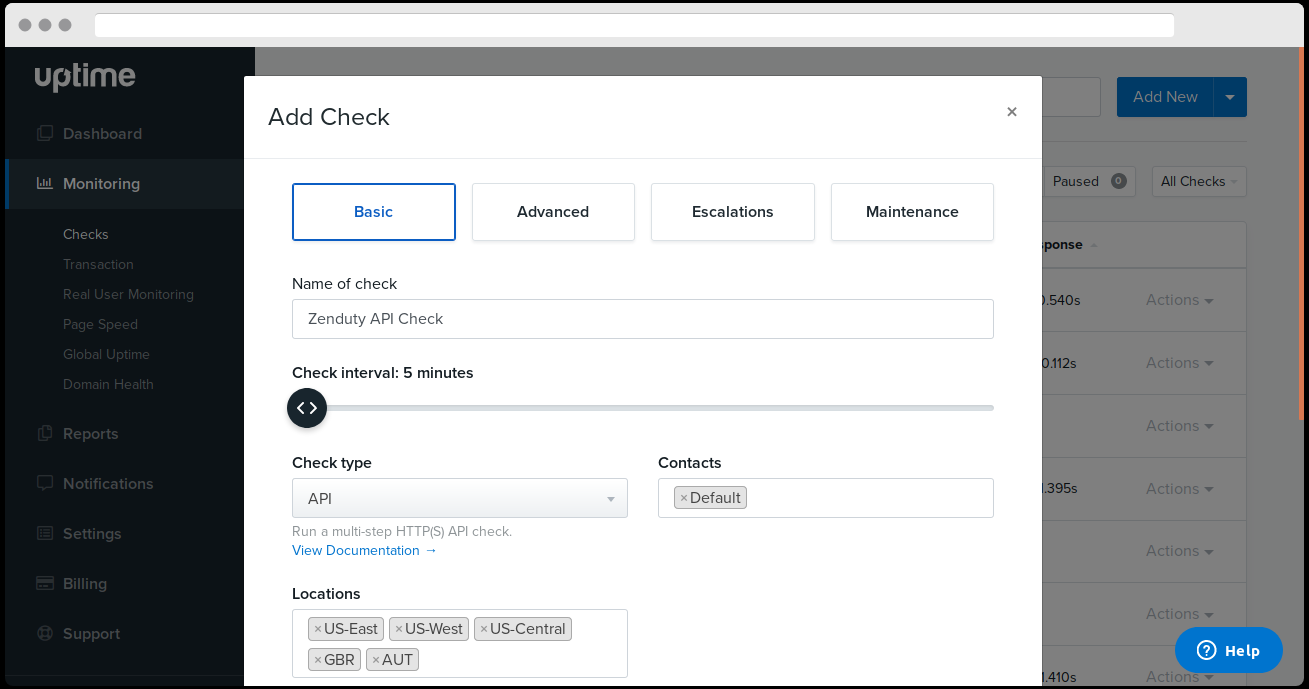 uptime
Dashboard
Monitoring
Checks
Transaction
Real User Monitoring
Page Speed
Global Uptime
Domain Health
Reports
Notifications
Settings
Billing
Support
Add Check
×
Basic
Advanced
Escalations
Maintenance
Name of check
Zenduty API Check
Check interval: 5 minutes
Check type
API
Run a multi-step HTTP(S) API check.
View Documentation →
Contacts
×Default
Locations
×US-East ×US-West ×US-Central
×GBR ×AUT
Add New
Paused 0
All Checks
sponse
0.540s Actions
0.112s Actions
Actions
1.395s Actions
Actions
Actions
1.410s Actions
? Help